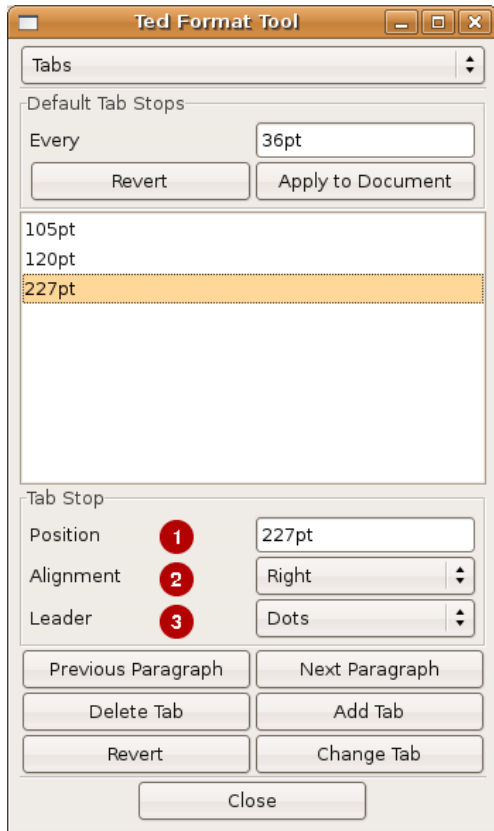 Ted Format Tool
Tabs
Default Tab Stops
Every 36pt
Revert Apply to Document
105pt
120pt
227pt
Tab Stop
Position 1 227pt
Alignment 2 Right
Leader 3 Dots
Previous Paragraph Next Paragraph
Delete Tab Add Tab
Revert Change Tab
Close